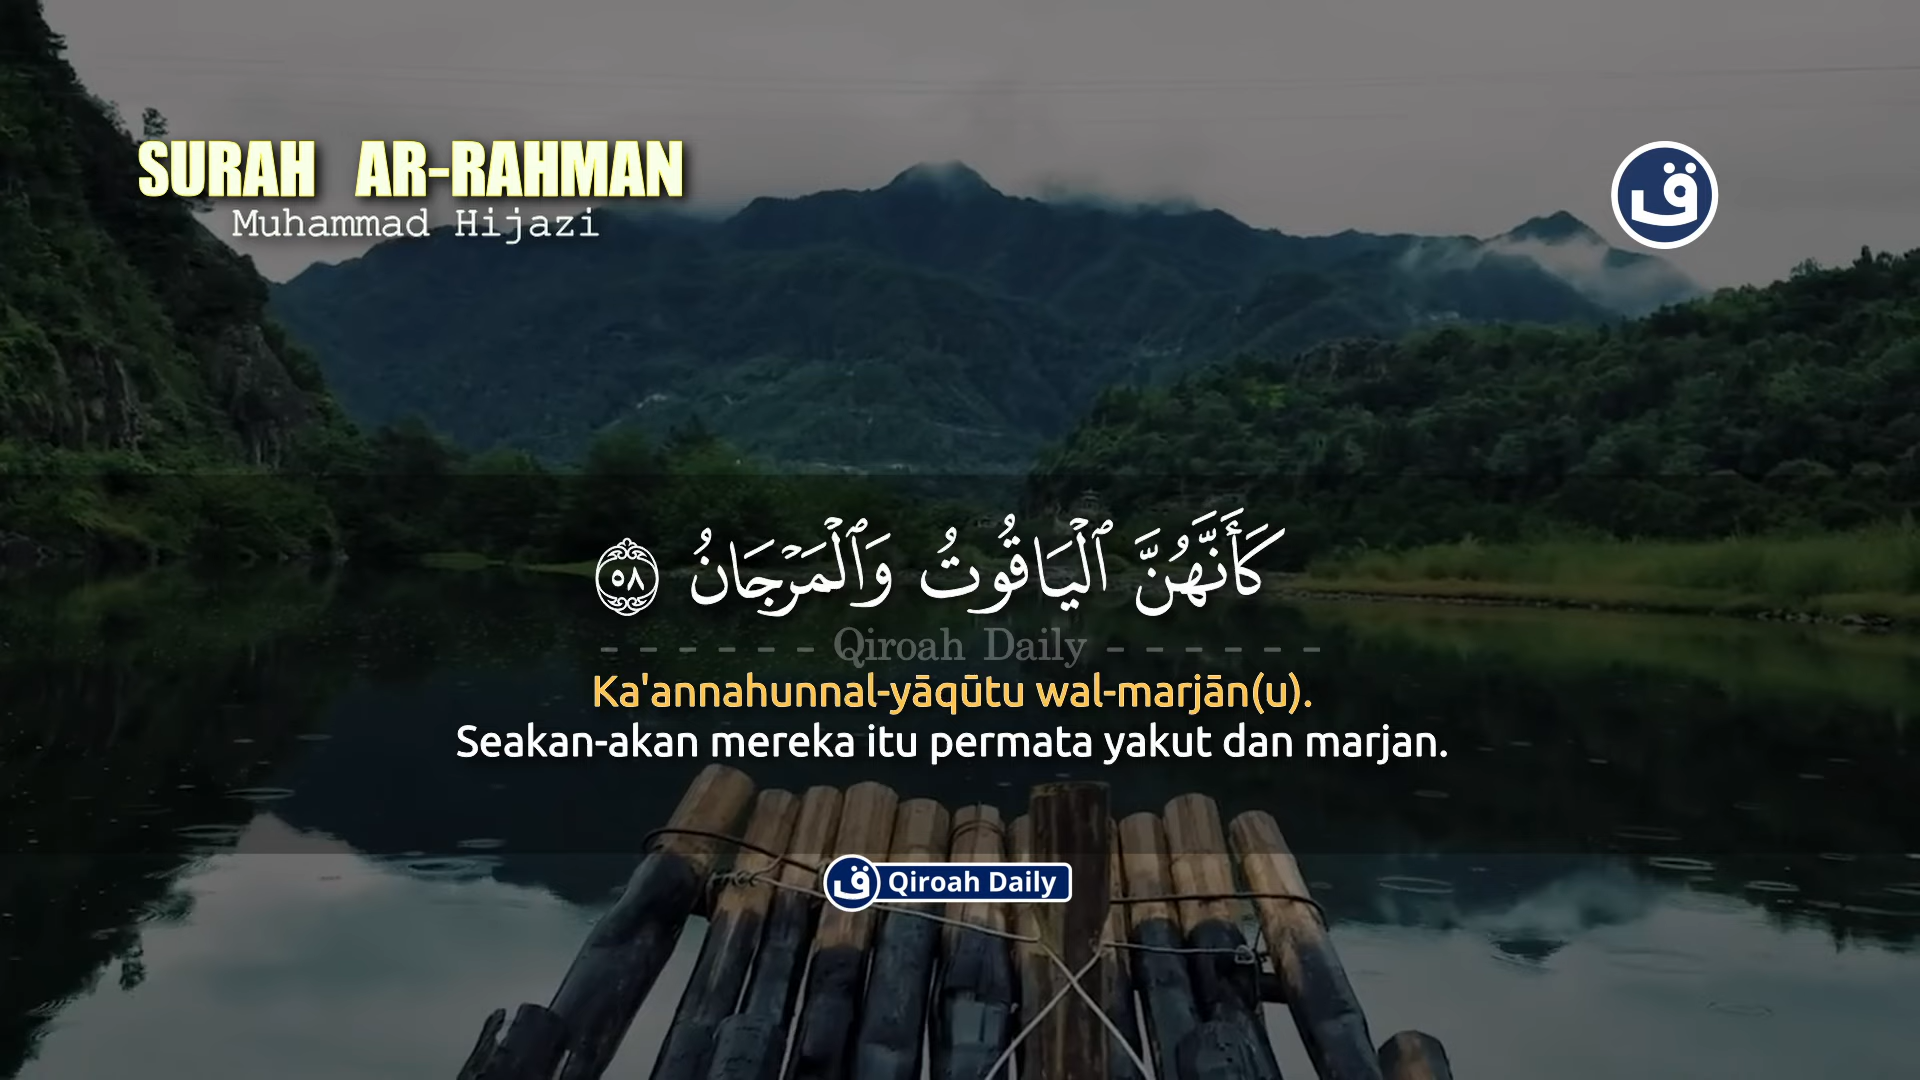 SURAH AR-RAHMAN
Muhammad Hijazi
ق
كَأَنَّهُنَّ ٱلْيَاقُوتُ وَٱلْمَرْجَانُ ٥٨
- - - - - - Qiroah Daily - - - - - -
Ka'annahunnal-yāqūtu wal-marjān(u).
Seakan-akan mereka itu permata yakut dan marjan.
ق Qiroah Daily